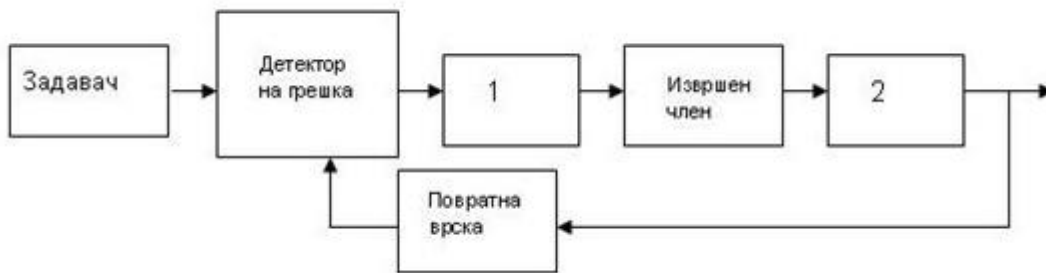 Задавач
Детектор
на грешка
1
Извршен
член
2
Повратна
врска